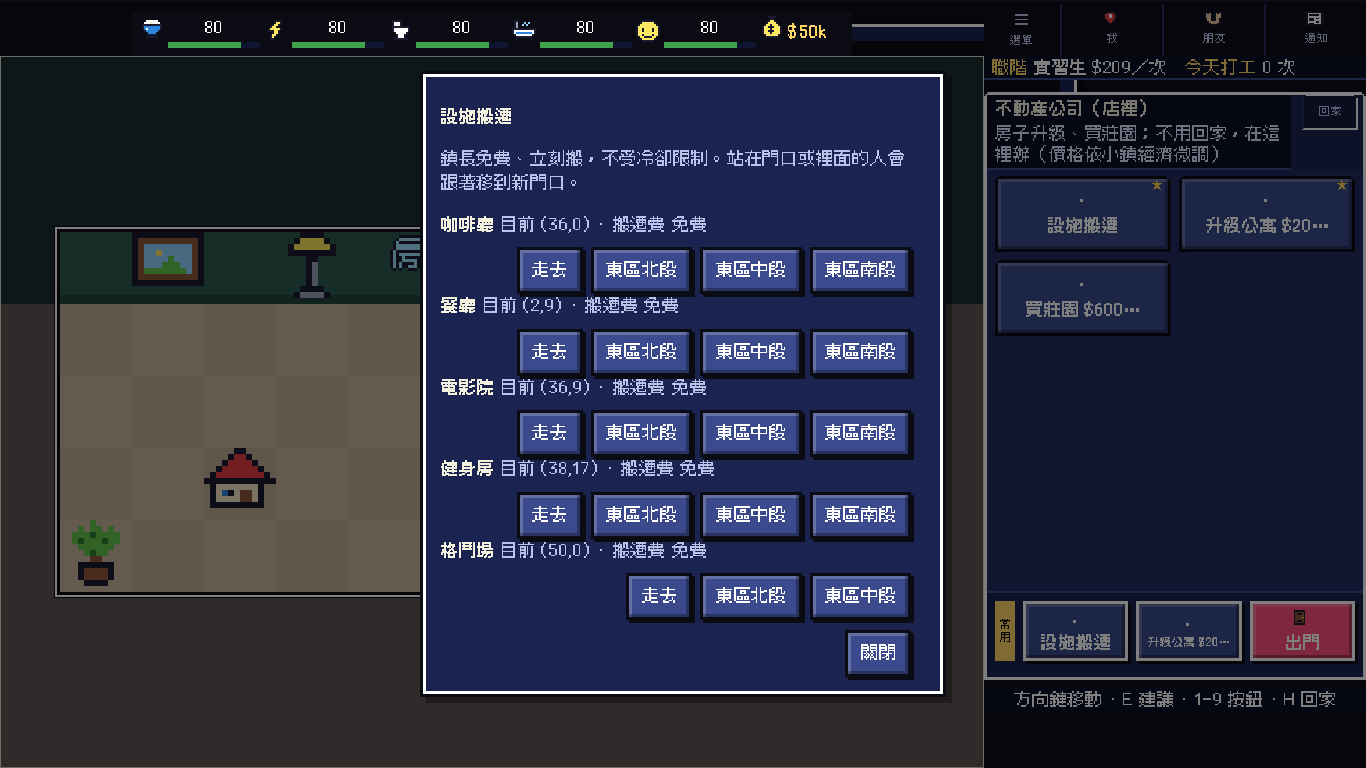 80
80
80
80
80
$50k
選單
我
朋友
通知
職階 實習生 $209／次 今天打工 0 次
不動產公司（店裡）
回家
房子升級、買莊園；不用回家，在這
裡辦（價格依小鎮經濟微調）
設施搬遷
升級公寓 $20…
買莊園 $600…
設施搬遷
鎮長免費、立刻搬，不受冷卻限制。站在門口或裡面的人會
跟著移到新門口。
咖啡廳 目前 (36,0) · 搬遷費 免費
走去 東區北段 東區中段 東區南段
餐廳 目前 (2,9) · 搬遷費 免費
走去 東區北段 東區中段 東區南段
電影院 目前 (36,9) · 搬遷費 免費
走去 東區北段 東區中段 東區南段
健身房 目前 (38,17) · 搬遷費 免費
走去 東區北段 東區中段 東區南段
格鬥場 目前 (50,0) · 搬遷費 免費
走去 東區北段 東區中段
關閉
常用
設施搬遷
升級公寓 $20…
出門
方向鍵移動 · E 建議 · 1-9 按鈕 · H 回家